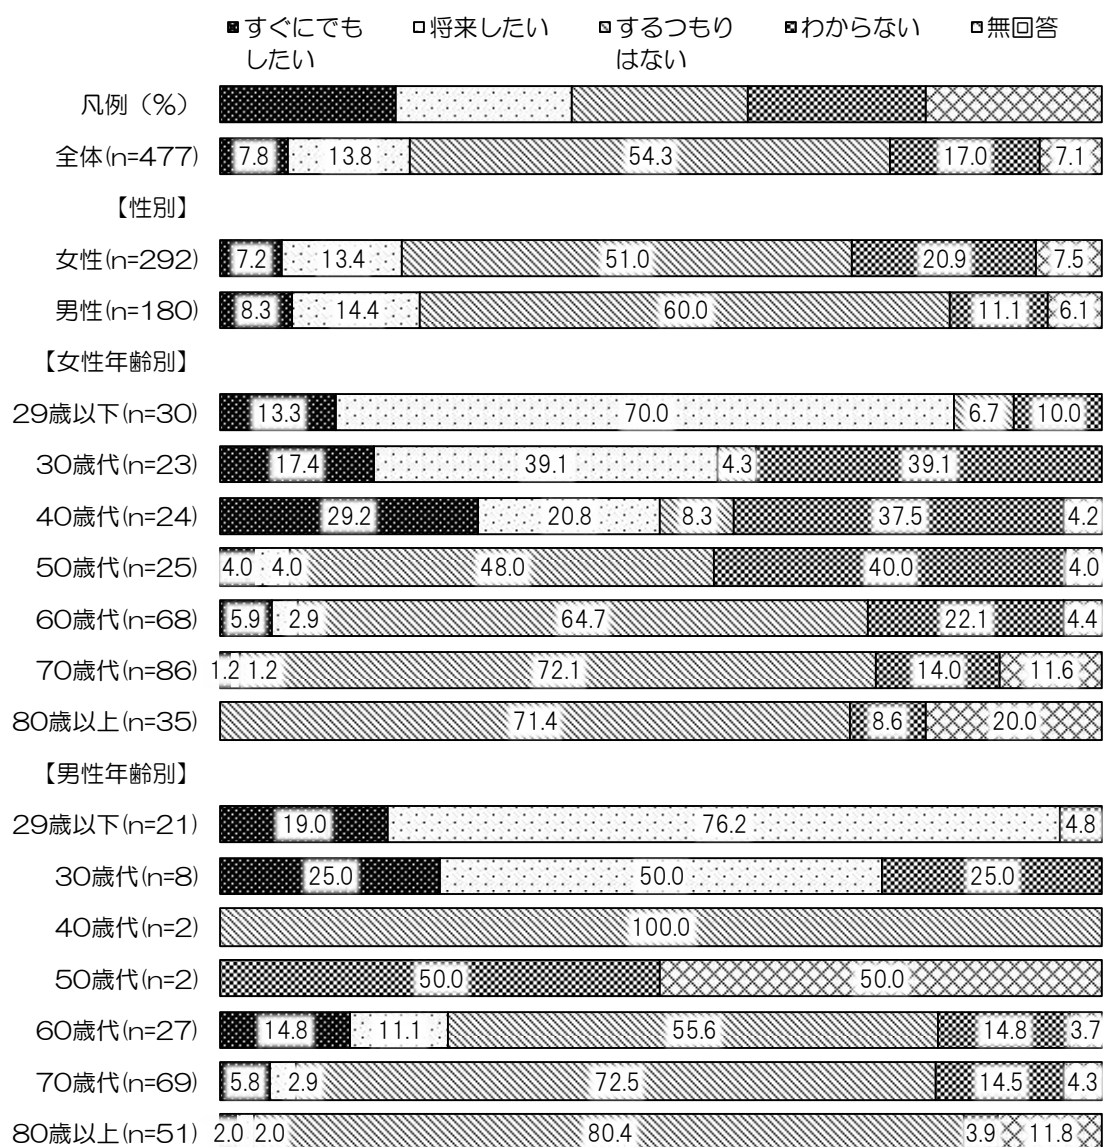 すぐにでも 将来したい するつもり わからない 無回答
したい はない
凡例（％）
全体(n=477) 7.8 13.8 54.3 17.0 7.1
【性別】
女性(n=292) 7.2 13.4 51.0 20.9 7.5
男性(n=180) 8.3 14.4 60.0 11.1 6.1
【女性年齢別】
29歳以下(n=30) 13.3 70.0 6.7 10.0
30歳代(n=23) 17.4 39.1 4.3 39.1
40歳代(n=24) 29.2 20.8 8.3 37.5 4.2
50歳代(n=25) 4.0 4.0 48.0 40.0 4.0
60歳代(n=68) 5.9 2.9 64.7 22.1 4.4
70歳代(n=86) 1.2 1.2 72.1 14.0 11.6
80歳以上(n=35) 71.4 8.6 20.0
【男性年齢別】
29歳以下(n=21) 19.0 76.2 4.8
30歳代(n=8) 25.0 50.0 25.0
40歳代(n=2) 100.0
50歳代(n=2) 50.0 50.0
60歳代(n=27) 14.8 11.1 55.6 14.8 3.7
70歳代(n=69) 5.8 2.9 72.5 14.5 4.3
80歳以上(n=51) 2.0 2.0 80.4 3.9 11.8